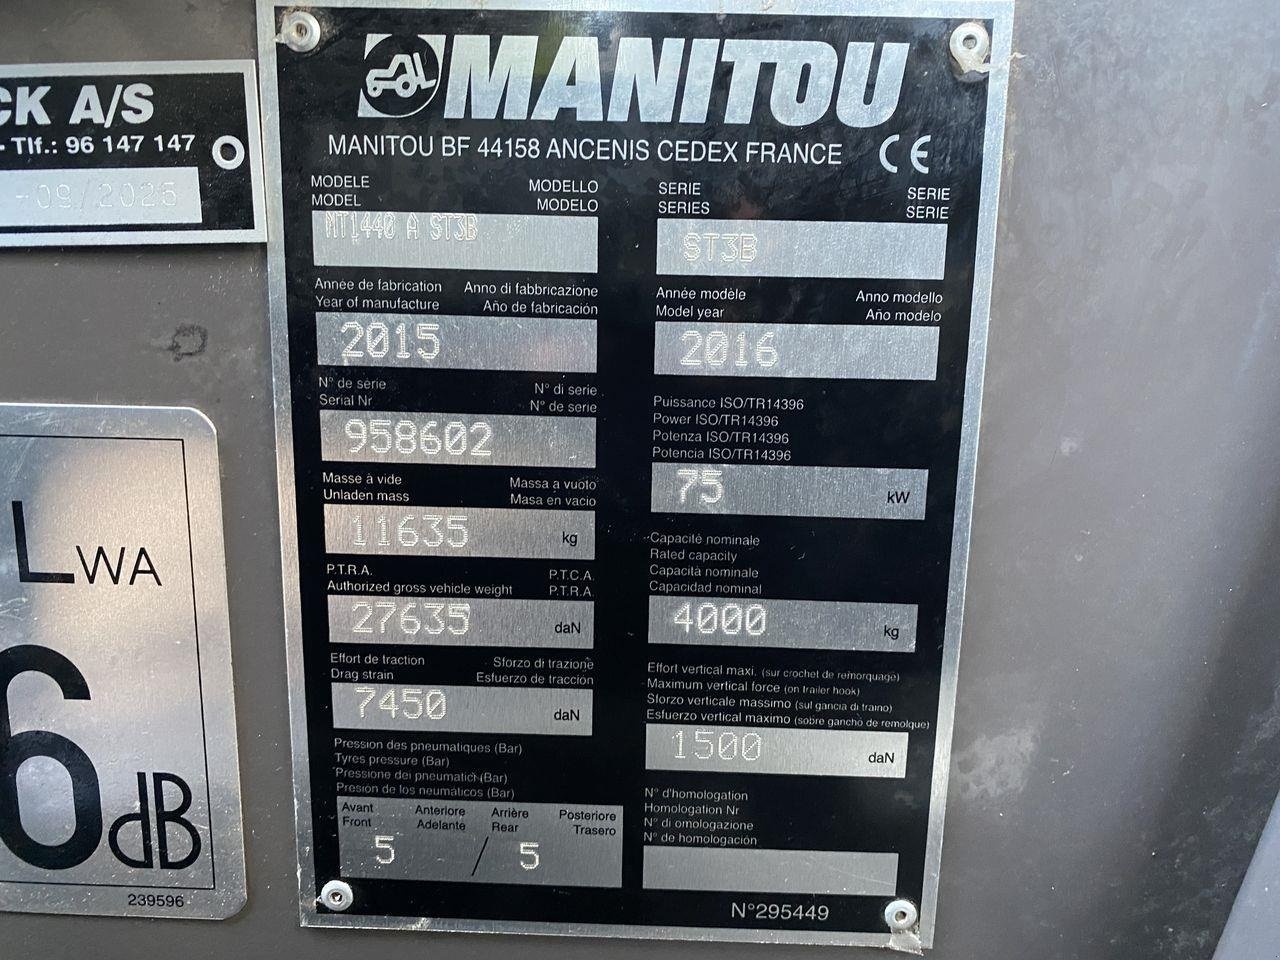 CK A/S
- Tlf.: 96 147 147
-09/2025
MANITOU
MANITOU BF 44158 ANCENIS CEDEX FRANCE CE
MODELE MODELLO
MODEL MODELO
MT1440 A ST3B
SERIE SERIE
SERIES SERIE
ST3B
Année de fabrication Anno di fabbricazione
Year of manufacture Año de fabricación
2015
Année modèle Anno modello
Model year Año modelo
2016
N° de série N° di serie
Serial Nr N° de serie
958602
Puissance ISO/TR14396
Power ISO/TR14396
Potenza ISO/TR14396
Potencia ISO/TR14396
75 kW
Masse à vide Massa a vuoto
Unladen mass Masa en vacio
11635 kg
Capacité nominale
Rated capacity
Capacità nominale
Capacidad nominal
4000 kg
P.T.R.A. P.T.C.A.
Authorized gross vehicle weight P.T.R.A.
27635 daN
Effort de traction Sforzo di trazione
Drag strain Esfuerzo de tracción
7450 daN
Effort vertical maxi. (sur crochet de remorquage)
Maximum vertical force (on trailer hook)
Sforzo verticale massimo (sul gancia di traino)
Esfuerzo vertical maximo (sobre gancho de remolque)
1500 daN
Pression des pneumatiques (Bar)
Tyres pressure (Bar)
Pressione dei pneumatici (Bar)
Presión de los neumáticos (Bar)
Avant Anteriore Arrière Posteriore
Front Adelante Rear Trasero
5 / 5
N° d'homologation
Homologation Nr
N° di omologazione
N° de homologación
N°295449
LWA
6 dB
239596